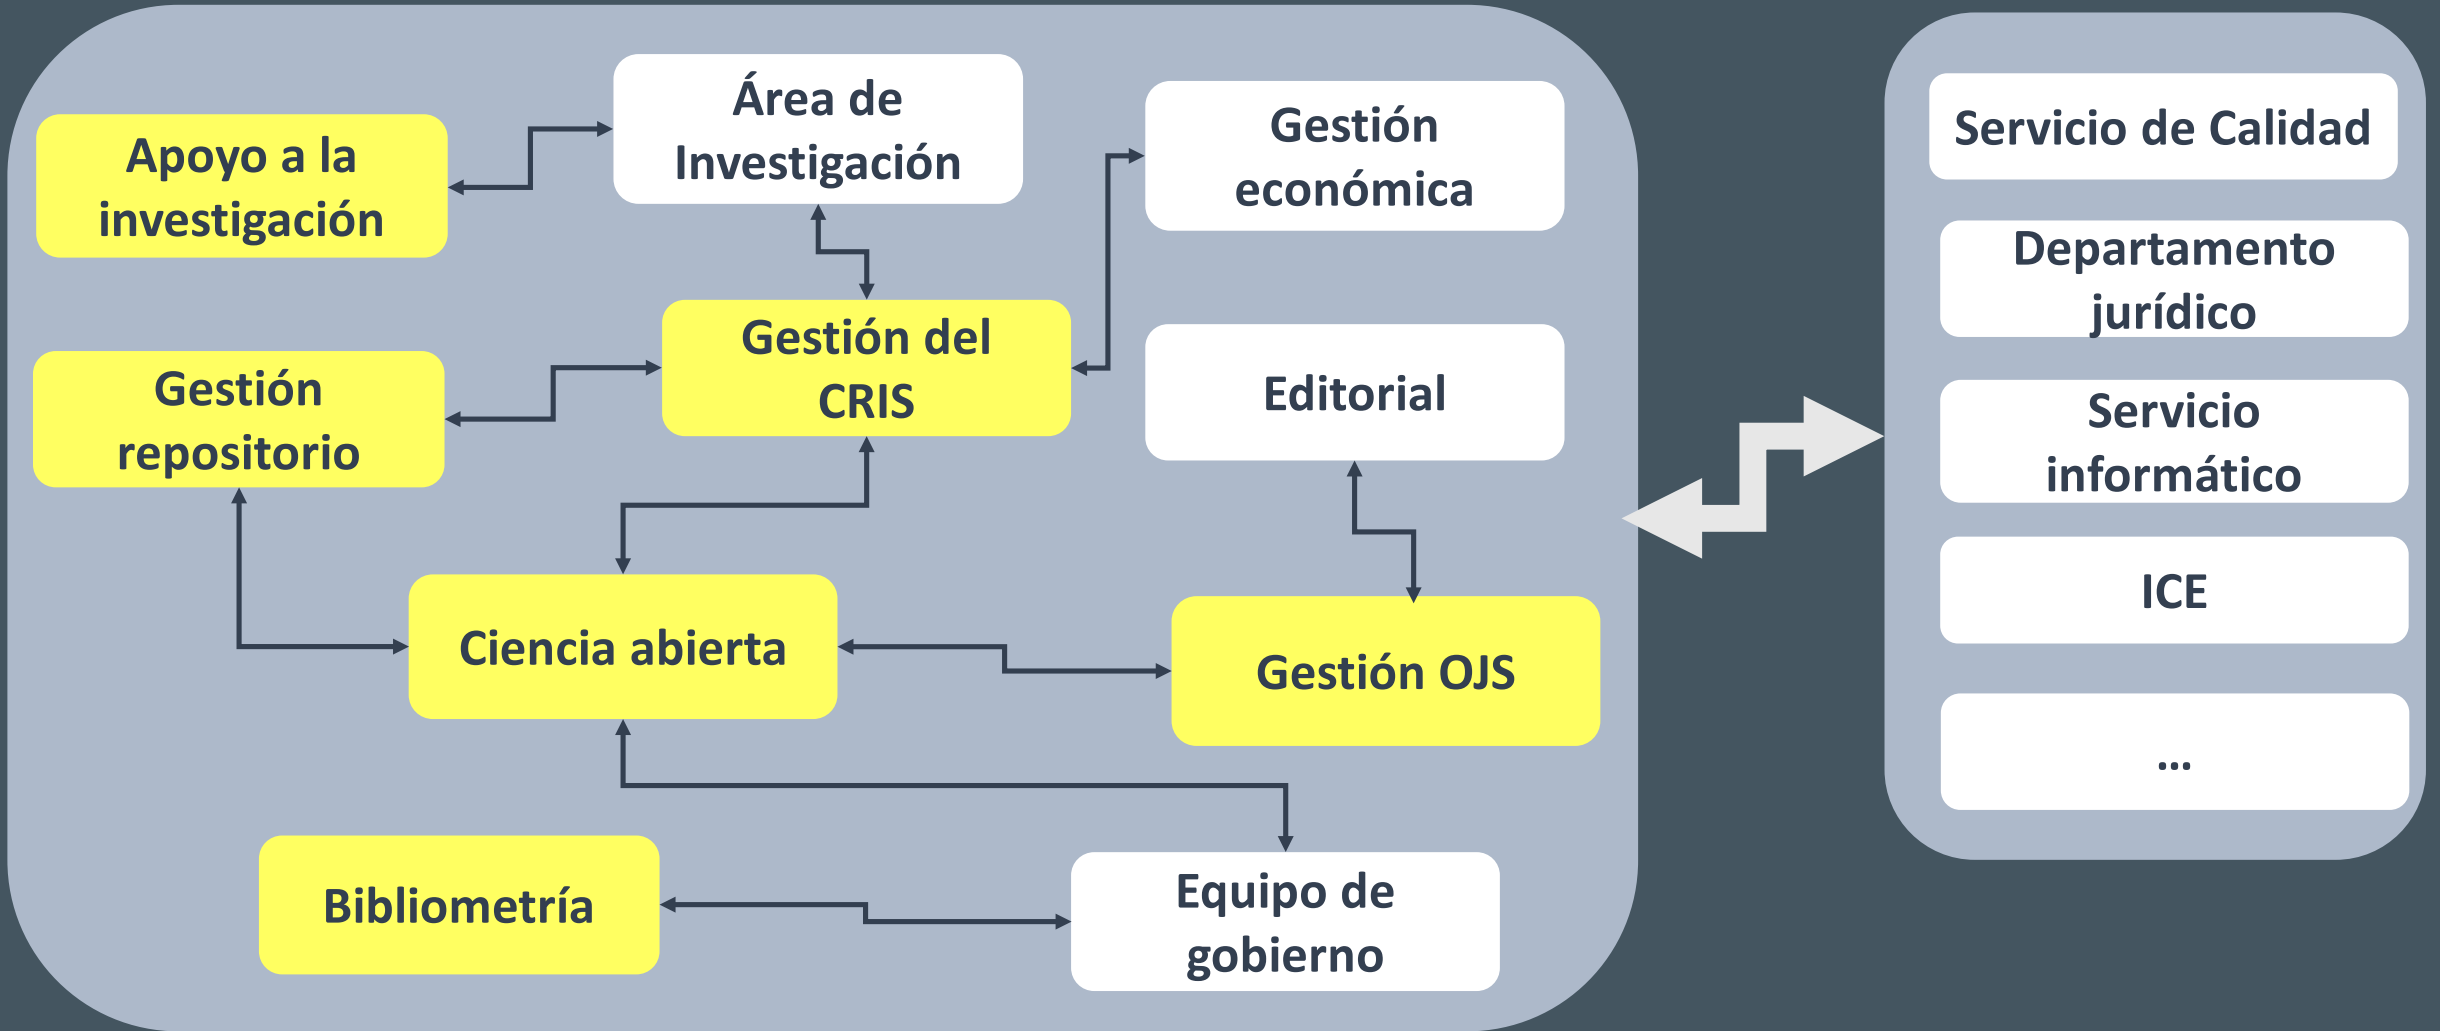 Apoyo a la
investigación
Área de
Investigación
Gestión
económica
Gestión
repositorio
Gestión del
CRIS
Editorial
Ciencia abierta
Gestión OJS
Bibliometría
Equipo de
gobierno
Servicio de Calidad
Departamento
jurídico
Servicio
informático
ICE
...